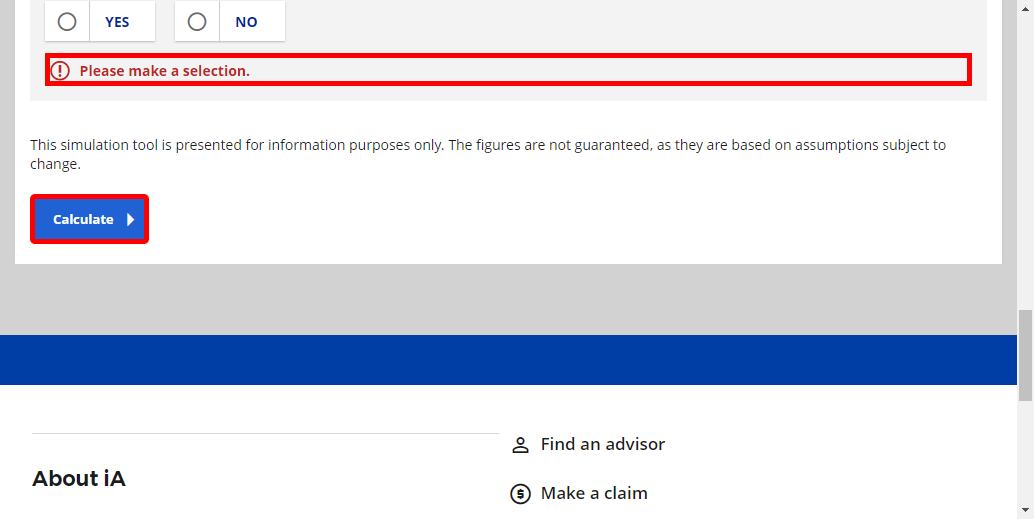 YES NO
Please make a selection.
This simulation tool is presented for information purposes only. The figures are not guaranteed, as they are based on assumptions subject to
change.
Calculate
Find an advisor
About iA
Make a claim